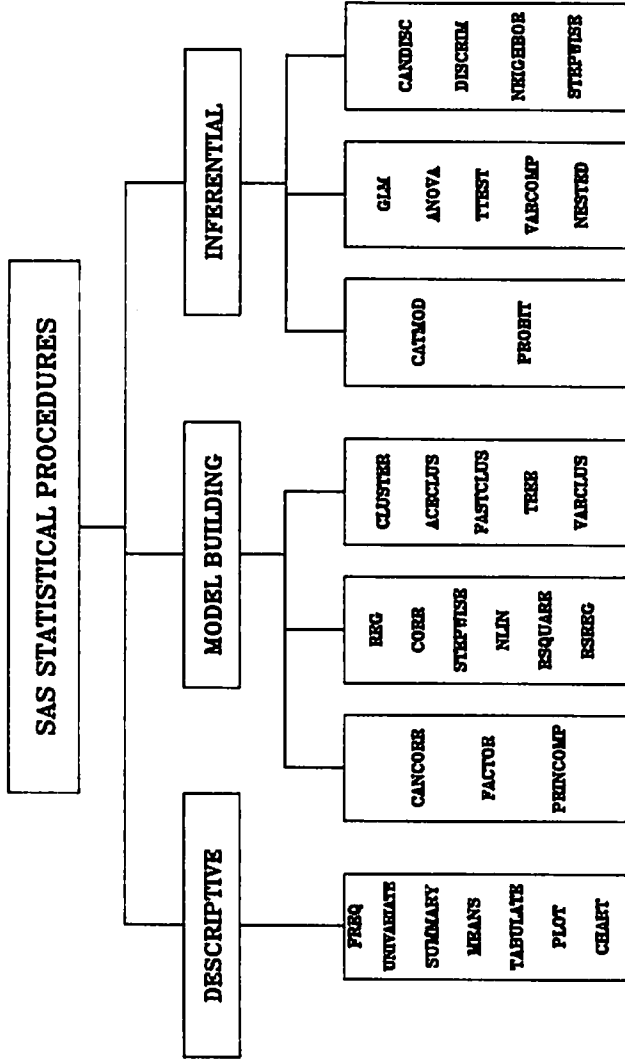 SAS STATISTICAL PROCEDURES
DESCRIPTIVE
MODEL BUILDING
INFERENTIAL
FREQ
UNIVARIATE
SUMMARY
MEANS
TABULATE
PLOT
CHART
CANCORR
FACTOR
PRINCOMP
REG
CORR
STEPWISE
NLIN
RSQUARE
RSREG
CLUSTER
ACECLUS
FASTCLUS
TREE
VARCLUS
CATMOD
PROBIT
GLM
ANOVA
TTEST
VARCOMP
NESTED
CANDISC
DISCRIM
NEIGHBOR
STEPWISE